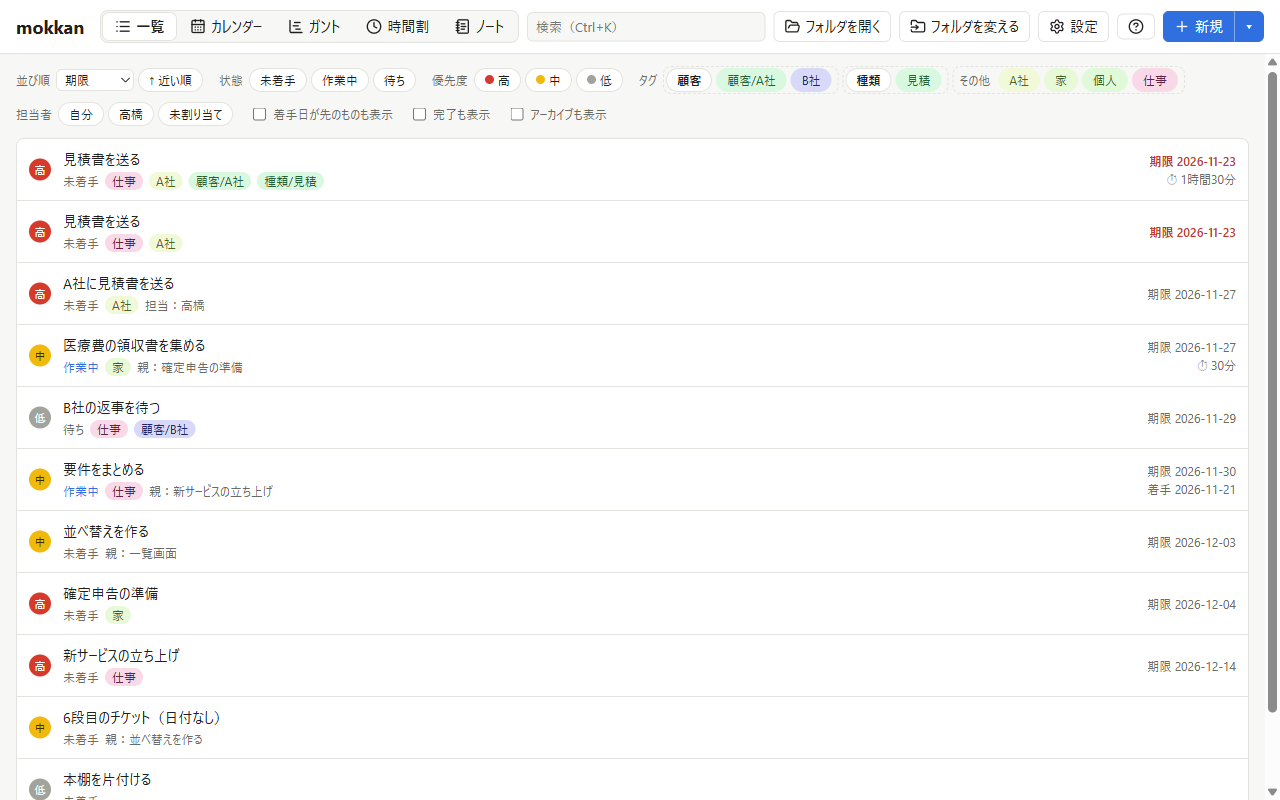 mokkan 一覧 カレンダー ガント 時間割 ノート 検索（Ctrl+K） フォルダを開く フォルダを変える 設定 ? + 新規
並び順 期限 ↑ 近い順 状態 未着手 作業中 待ち 優先度 高 中 低 タグ 顧客 顧客/A社 B社 種類 見積 その他 A社 家 個人 仕事
担当者 自分 高橋 未割り当て 着手日が先のものも表示 完了も表示 アーカイブも表示
高 見積書を送る 期限 2026-11-23
未着手 仕事 A社 顧客/A社 種類/見積 1時間30分
高 見積書を送る
未着手 仕事 A社 期限 2026-11-23
高 A社に見積書を送る
未着手 A社 担当：高橋 期限 2026-11-27
中 医療費の領収書を集める 期限 2026-11-27
作業中 家 親：確定申告の準備 30分
低 B社の返事を待つ
待ち 仕事 顧客/B社 期限 2026-11-29
中 要件をまとめる 期限 2026-11-30
作業中 仕事 親：新サービスの立ち上げ 着手 2026-11-21
中 並べ替えを作る
未着手 親：一覧画面 期限 2026-12-03
高 確定申告の準備
未着手 家 期限 2026-12-04
高 新サービスの立ち上げ
未着手 仕事 期限 2026-12-14
中 6段目のチケット（日付なし）
未着手 親：並べ替えを作る
低 本棚を片付ける